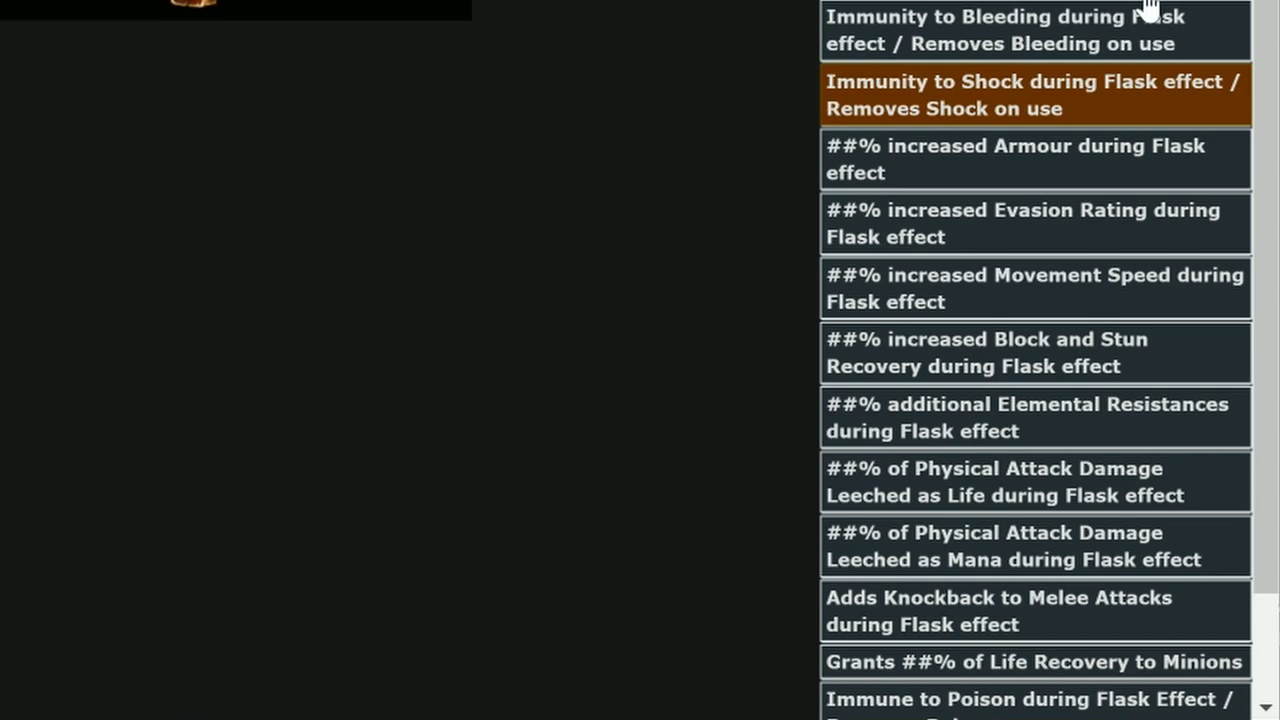 Immunity to Bleeding during Flask
effect / Removes Bleeding on use
Immunity to Shock during Flask effect /
Removes Shock on use
##% increased Armour during Flask
effect
##% increased Evasion Rating during
Flask effect
##% increased Movement Speed during
Flask effect
##% increased Block and Stun
Recovery during Flask effect
##% additional Elemental Resistances
during Flask effect
##% of Physical Attack Damage
Leeched as Life during Flask effect
##% of Physical Attack Damage
Leeched as Mana during Flask effect
Adds Knockback to Melee Attacks
during Flask effect
Grants ##% of Life Recovery to Minions
Immune to Poison during Flask Effect /